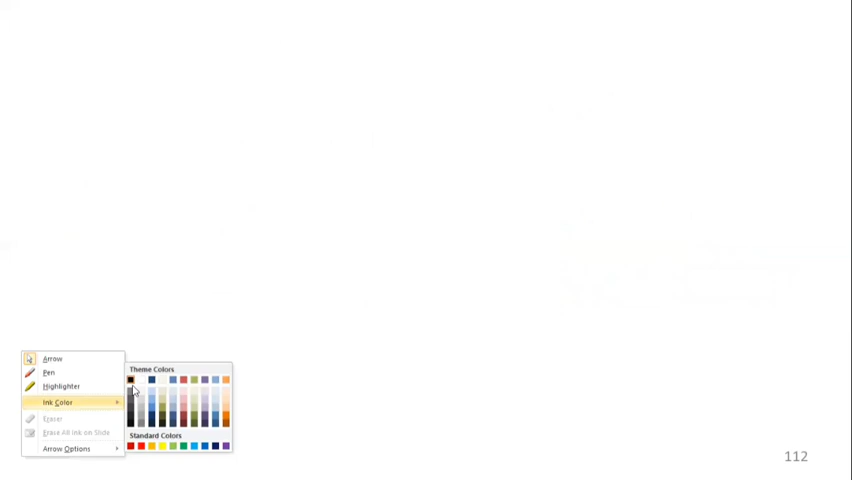 Arrow
Pen
Highlighter
Ink Color
Eraser
Erase All Ink on Slide
Arrow Options
Theme Colors
Standard Colors
112